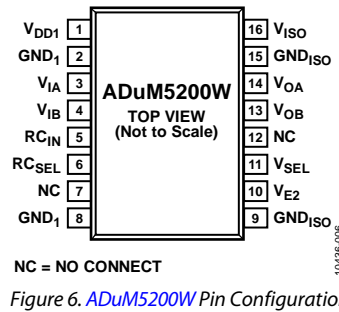 VDD1 1
GND1 2
VIA 3
VIB 4
RCIN 5
RCSEL 6
NC 7
GND1 8
ADuM5200W
TOP VIEW
(Not to Scale)
16 VISO
15 GNDISO
14 VOA
13 VOB
12 NC
11 VSEL
10 VE2
9 GNDISO
NC = NO CONNECT
Figure 6. ADuM5200W Pin Configuration